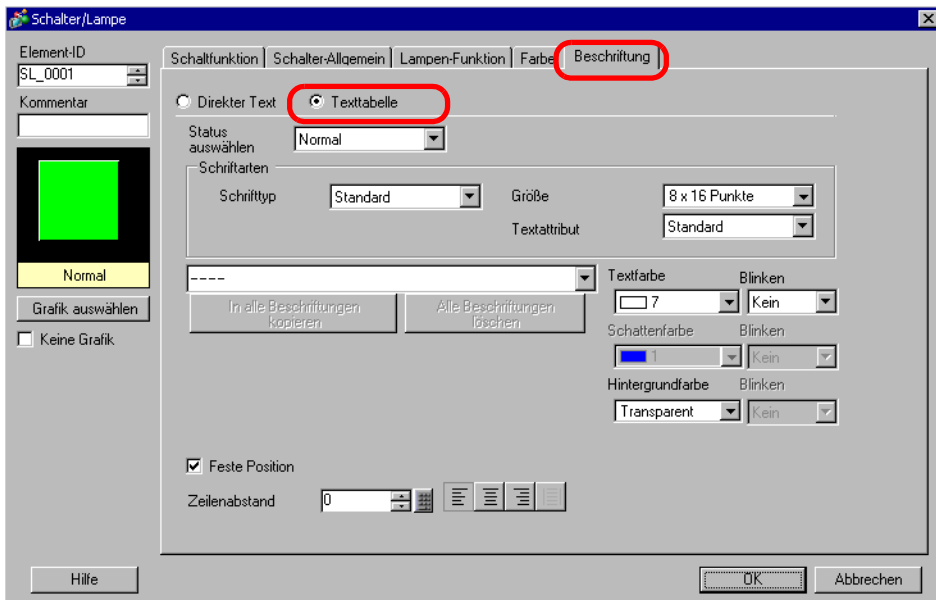 Schalter/Lampe
Element-ID
SL_0001
Kommentar
Normal
Grafik auswählen
Keine Grafik
Schaltfunktion Schalter-Allgemein Lampen-Funktion Farbe Beschriftung
Direkter Text Texttabelle
Status
auswählen
Normal
Schriftarten
Schrifttyp Standard Größe 8 x 16 Punkte
Textattribut Standard
----
In alle Beschriftungen
kopieren
Alle Beschriftungen
löschen
Textfarbe Blinken
7 Kein
Schattenfarbe Blinken
1 Kein
Hintergrundfarbe Blinken
Transparent Kein
Feste Position
Zeilenabstand 0
Hilfe OK Abbrechen